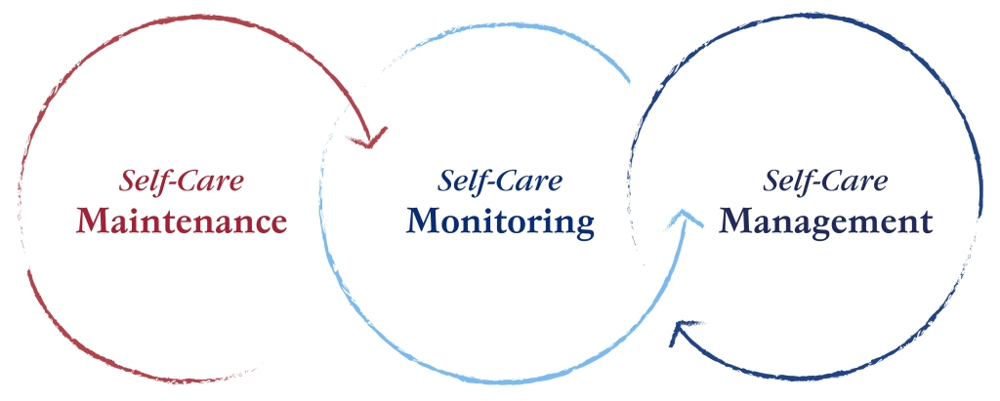 Self-Care
Maintenance
Self-Care
Monitoring
Self-Care
Management